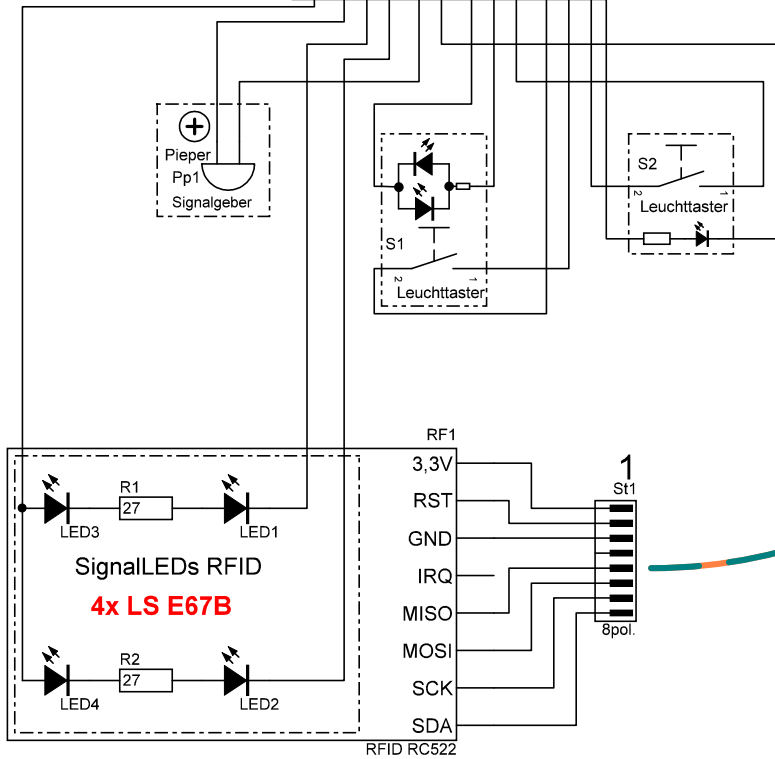 Pieper
Pp1
Signalgeber
S1
2
1
Leuchttaster
S2
2
1
Leuchttaster
RF1
1
St1
8pol.
3,3V
RST
GND
IRQ
MISO
MOSI
SCK
SDA
R1
27
LED3
LED1
SignalLEDs RFID
4x LS E67B
R2
27
LED4
LED2
RFID RC522